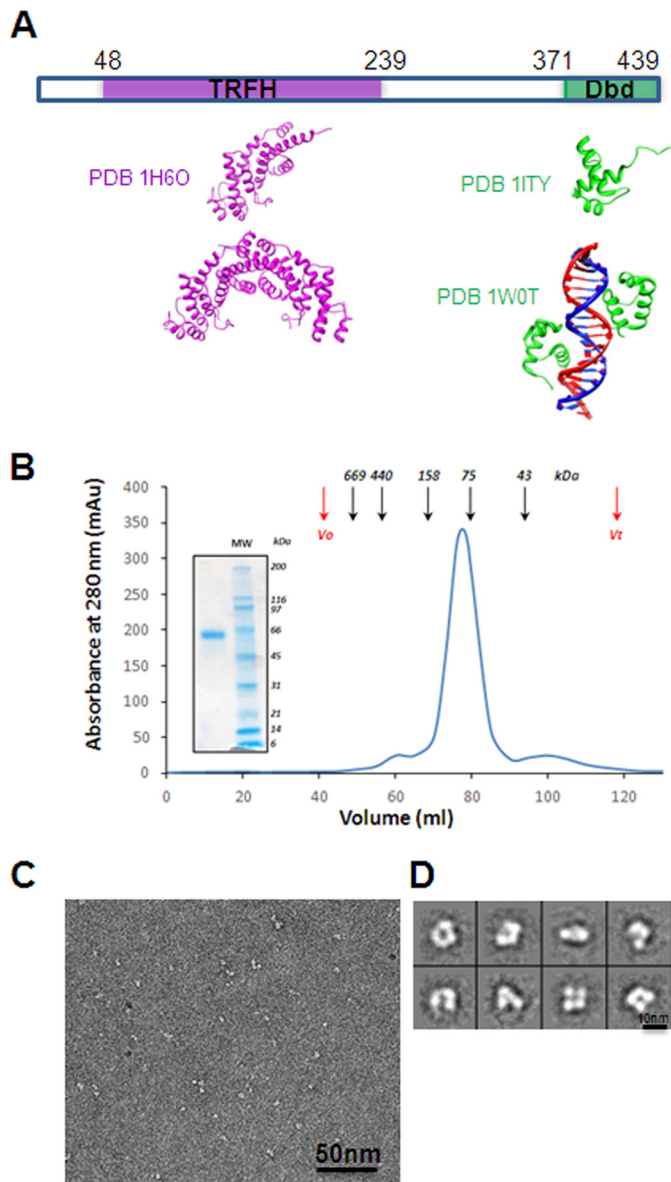 A
48 239 371 439
TRFH Dbd
PDB 1H6O
PDB 1ITY
PDB 1W0T
B
669 440 158 75 43 kDa
400
350
300
250
200
150
100
50
0
Vo
Vt
MW kDa
200
116
97
66
45
31
21
14
6
Absorbance at 280 nm (mAu)
0 20 40 60 80 100 120
Volume (ml)
C
50nm
D
10nm